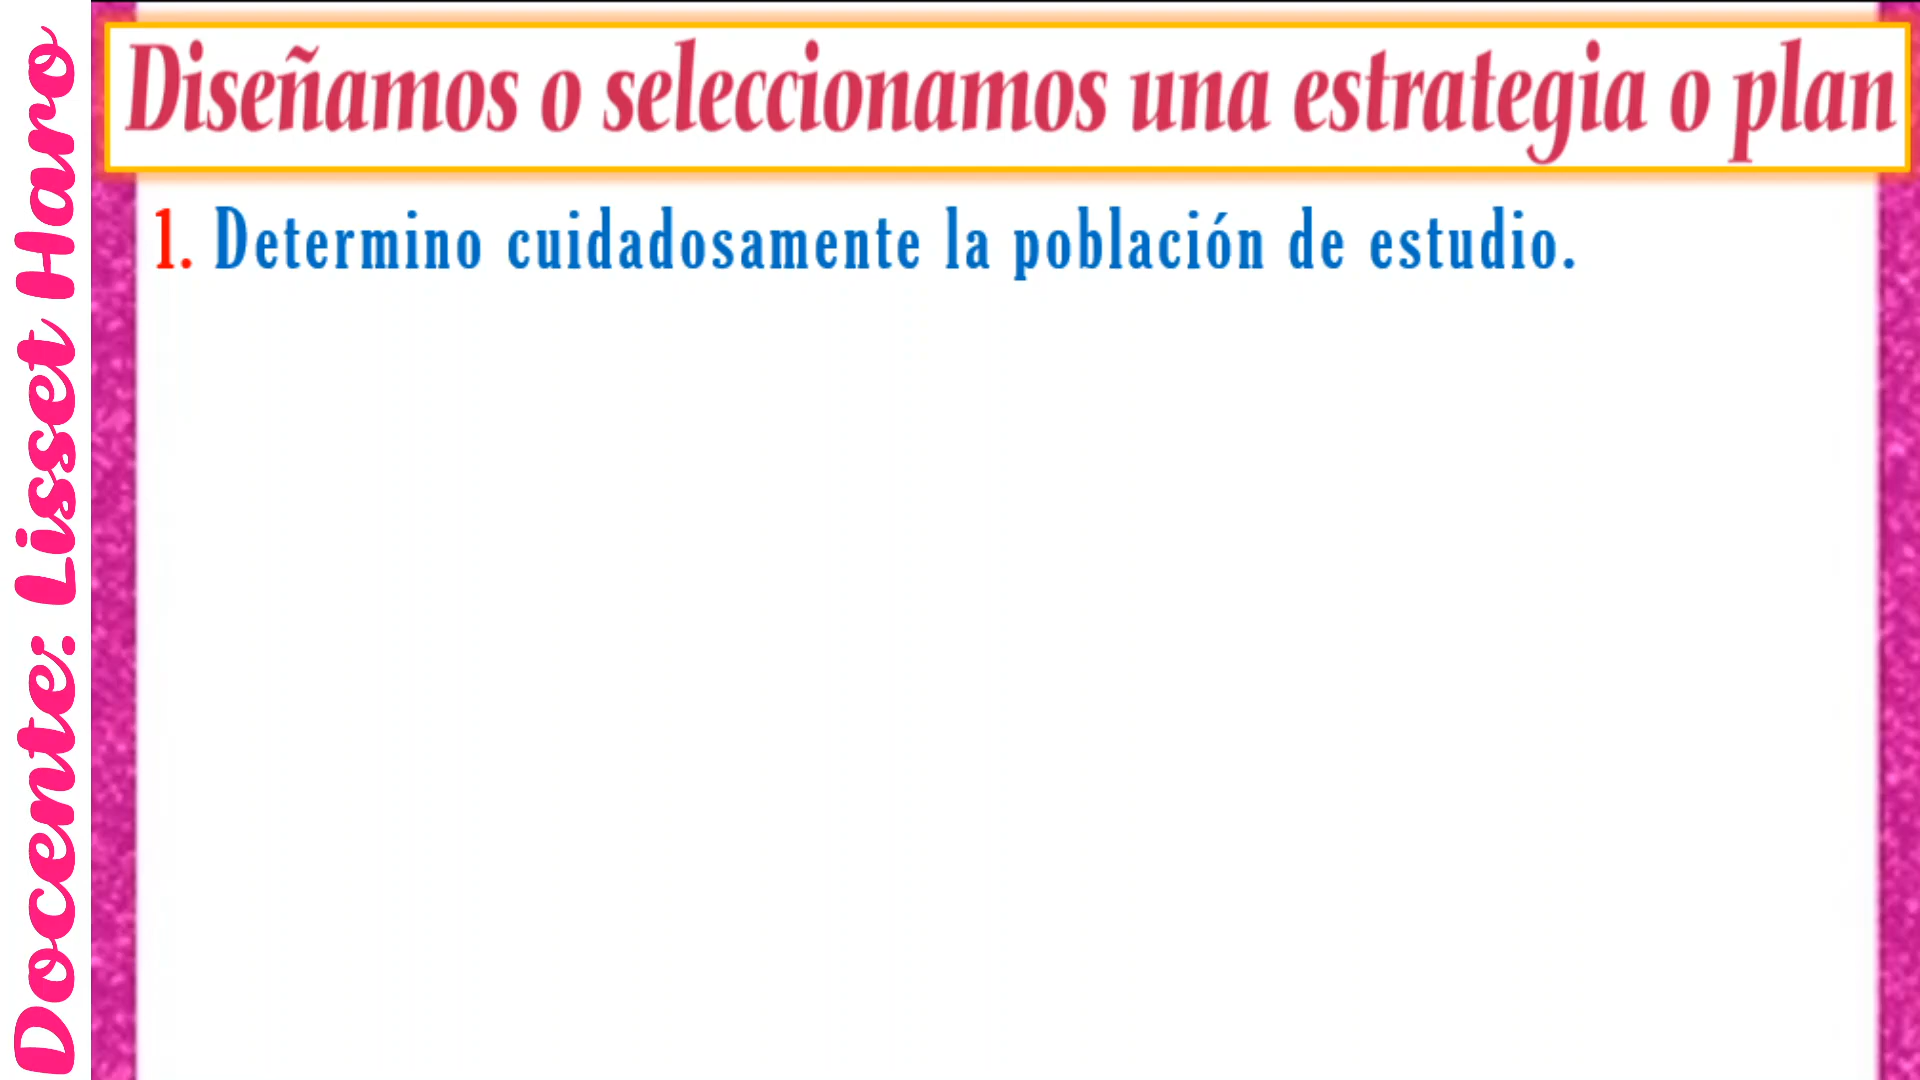 Diseñamos o seleccionamos una estrategia o plan
1. Determino cuidadosamente la población de estudio.
Docente: Lisset Haro